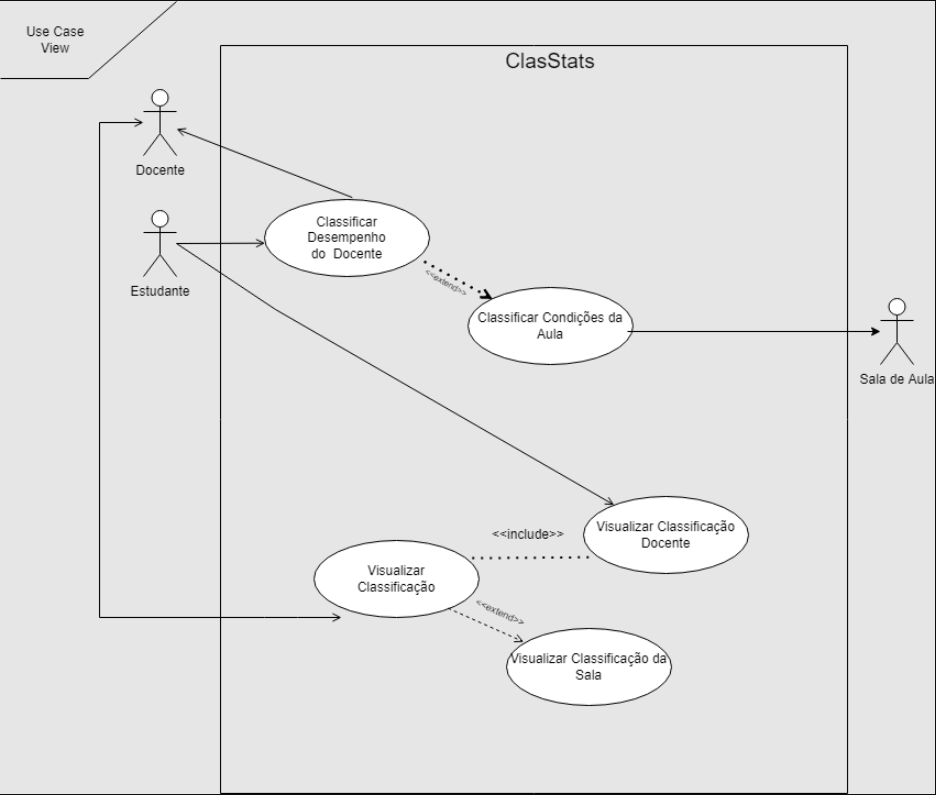 Use Case
View
ClasStats
Docente
Classificar
Desempenho
do Docente
Estudante
<<extend>>
Classificar Condições da
Aula
Sala de Aula
Visualizar Classificação
Docente
<<include>>
Visualizar
Classificação
<<extend>>
Visualizar Classificação da
Sala